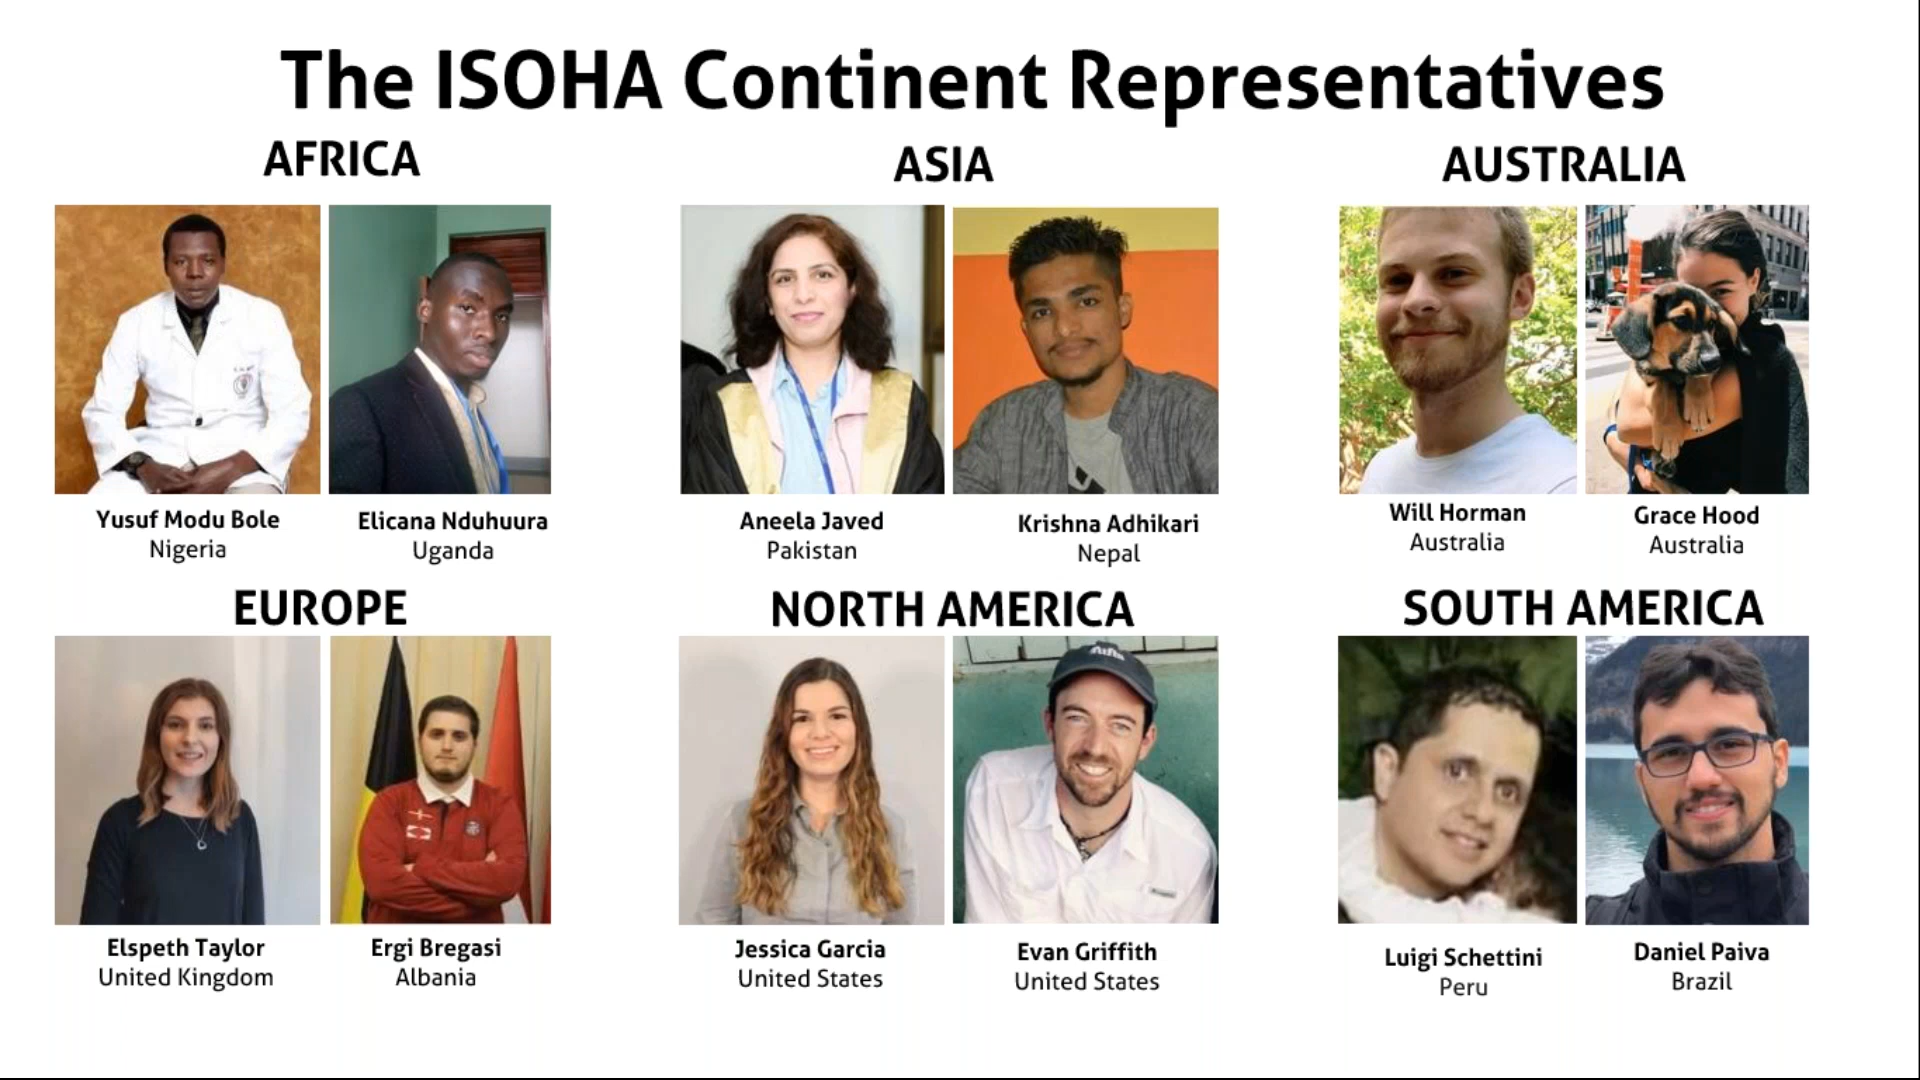 The ISOHA Continent Representatives
AFRICA
Yusuf Modu Bole
Nigeria
Elicana Nduhuura
Uganda
ASIA
Aneela Javed
Pakistan
Krishna Adhikari
Nepal
AUSTRALIA
Will Horman
Australia
Grace Hood
Australia
EUROPE
Elspeth Taylor
United Kingdom
Ergi Bregasi
Albania
NORTH AMERICA
Jessica Garcia
United States
Evan Griffith
United States
SOUTH AMERICA
Luigi Schettini
Peru
Daniel Paiva
Brazil